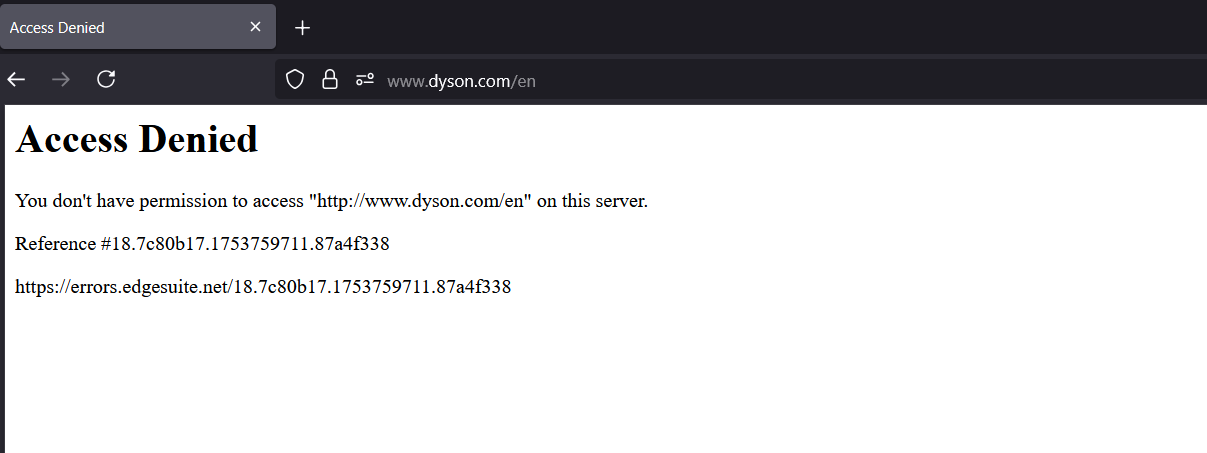 Access Denied
www.dyson.com/en
Access Denied
You don't have permission to access "http://www.dyson.com/en" on this server.
Reference #18.7c80b17.1753759711.87a4f338
https://errors.edgesuite.net/18.7c80b17.1753759711.87a4f338